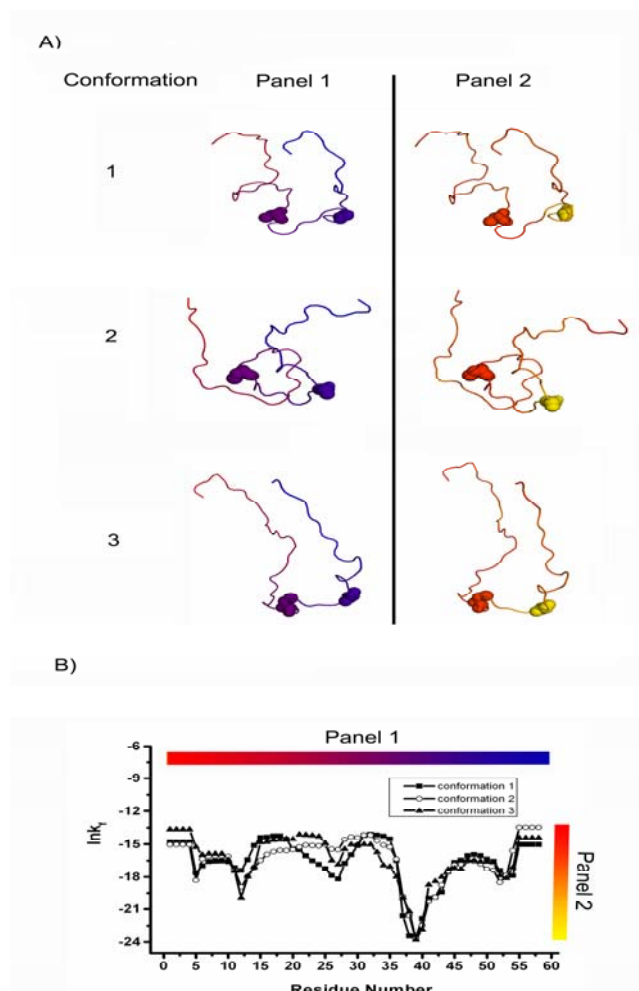 A)
Conformation Panel 1 Panel 2
1
2
3
B)
Panel 1
-6
-9
-12
-15
-18
-21
-24
lnk_f
conformation 1
conformation 2
conformation 3
Panel 2
0 5 10 15 20 25 30 35 40 45 50 55 60
Residue Number